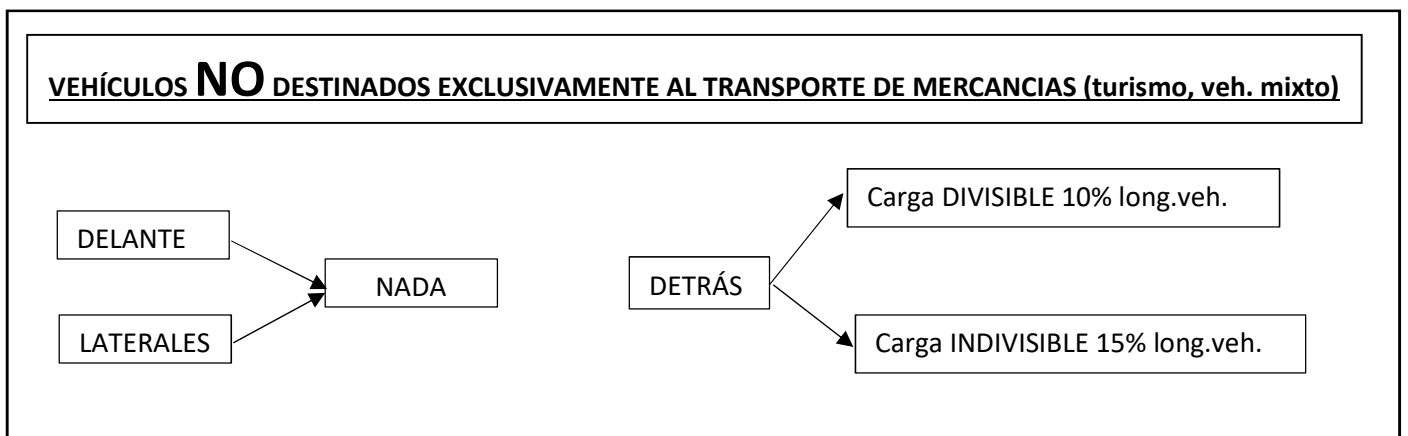 VEHÍCULOS NO DESTINADOS EXCLUSIVAMENTE AL TRANSPORTE DE MERCANCIAS (turismo, veh. mixto)
DELANTE
LATERALES
NADA
DETRÁS
Carga DIVISIBLE 10% long.veh.
Carga INDIVISIBLE 15% long.veh.